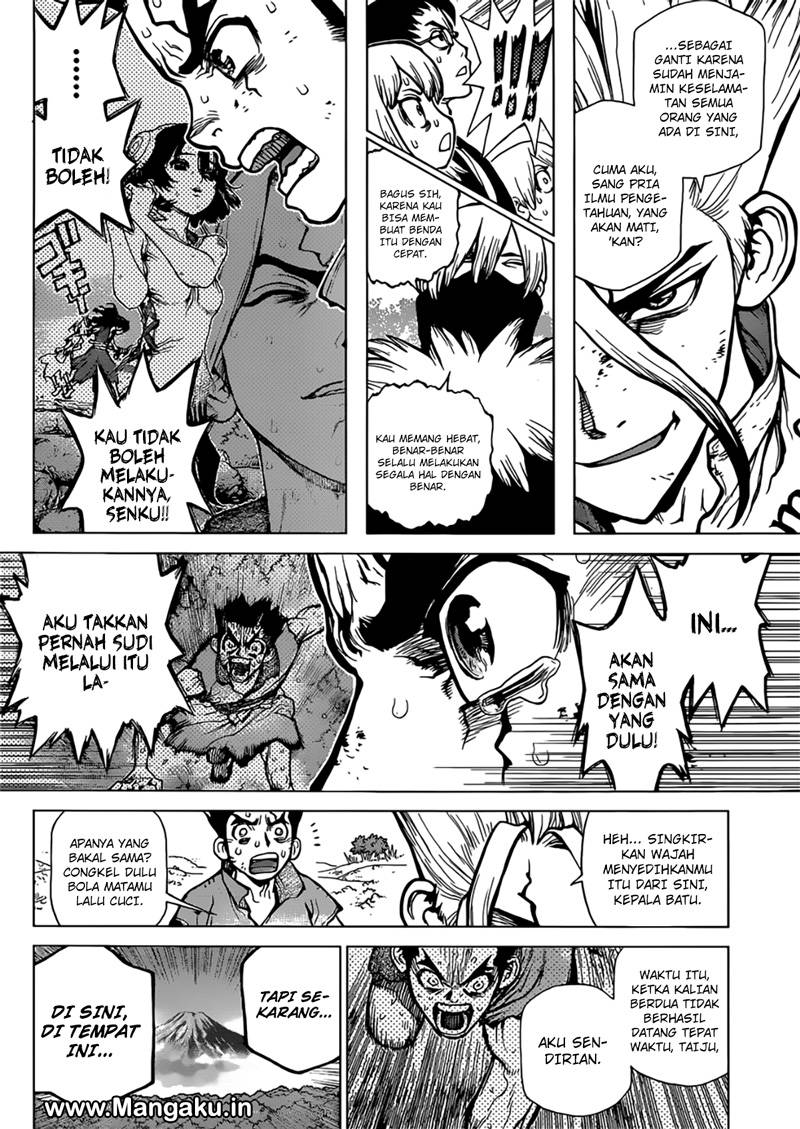 ...SEBAGAI
GANTI KARENA
SUDAH MENJA-
MIN KESELAMA-
TAN SEMUA
ORANG YANG
ADA DI SINI,
CUMA AKU,
SANG PRIA
ILMU PENGE-
TAHUAN, YANG
AKAN MATI,
'KAN?
!!!
BAGUS SIH,
KARENA KAU
BISA MEM-
BUAT BENDA
ITU DENGAN
CEPAT.
KAU MEMANG HEBAT,
BENAR-BENAR
SELALU MELAKUKAN
SEGALA HAL DENGAN
BENAR.
......
TIDAK
BOLEH!
KAU TIDAK
BOLEH
MELAKU-
KANNYA,
SENKU!!
INI...
AKAN
SAMA
DENGAN
YANG
DULU!
AKU TAKKAN
PERNAH SUDI
MELALUI ITU
LA-
HEH... SINGKIR-
KAN WAJAH
MENYEDIHKANMU
ITU DARI SINI,
KEPALA BATU.
APANYA YANG
BAKAL SAMA?
CONGKEL DULU
BOLA MATAMU
LALU CUCI.
WAKTU ITU,
KETKA KALIAN
BERDUA TIDAK
BERHASIL
DATANG TEPAT
WAKTU, TAIJU,
AKU SEN-
DIRIAN.
TAPI SE-
KARANG...
DI SINI,
DI TEMPAT
INI...
www.Mangaku.in